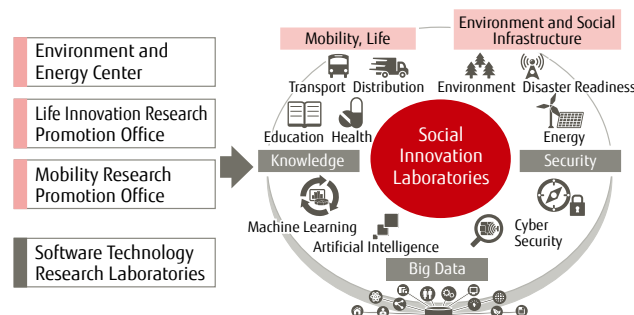 Environment and
Energy Center
Life Innovation Research
Promotion Office
Mobility Research
Promotion Office
Software Technology
Research Laboratories
Mobility, Life
Environment and Social
Infrastructure
Transport
Distribution
Environment
Disaster Readiness
Education
Health
Energy
Social
Innovation
Laboratories
Knowledge
Security
Machine Learning
Artificial Intelligence
Cyber
Security
Big Data